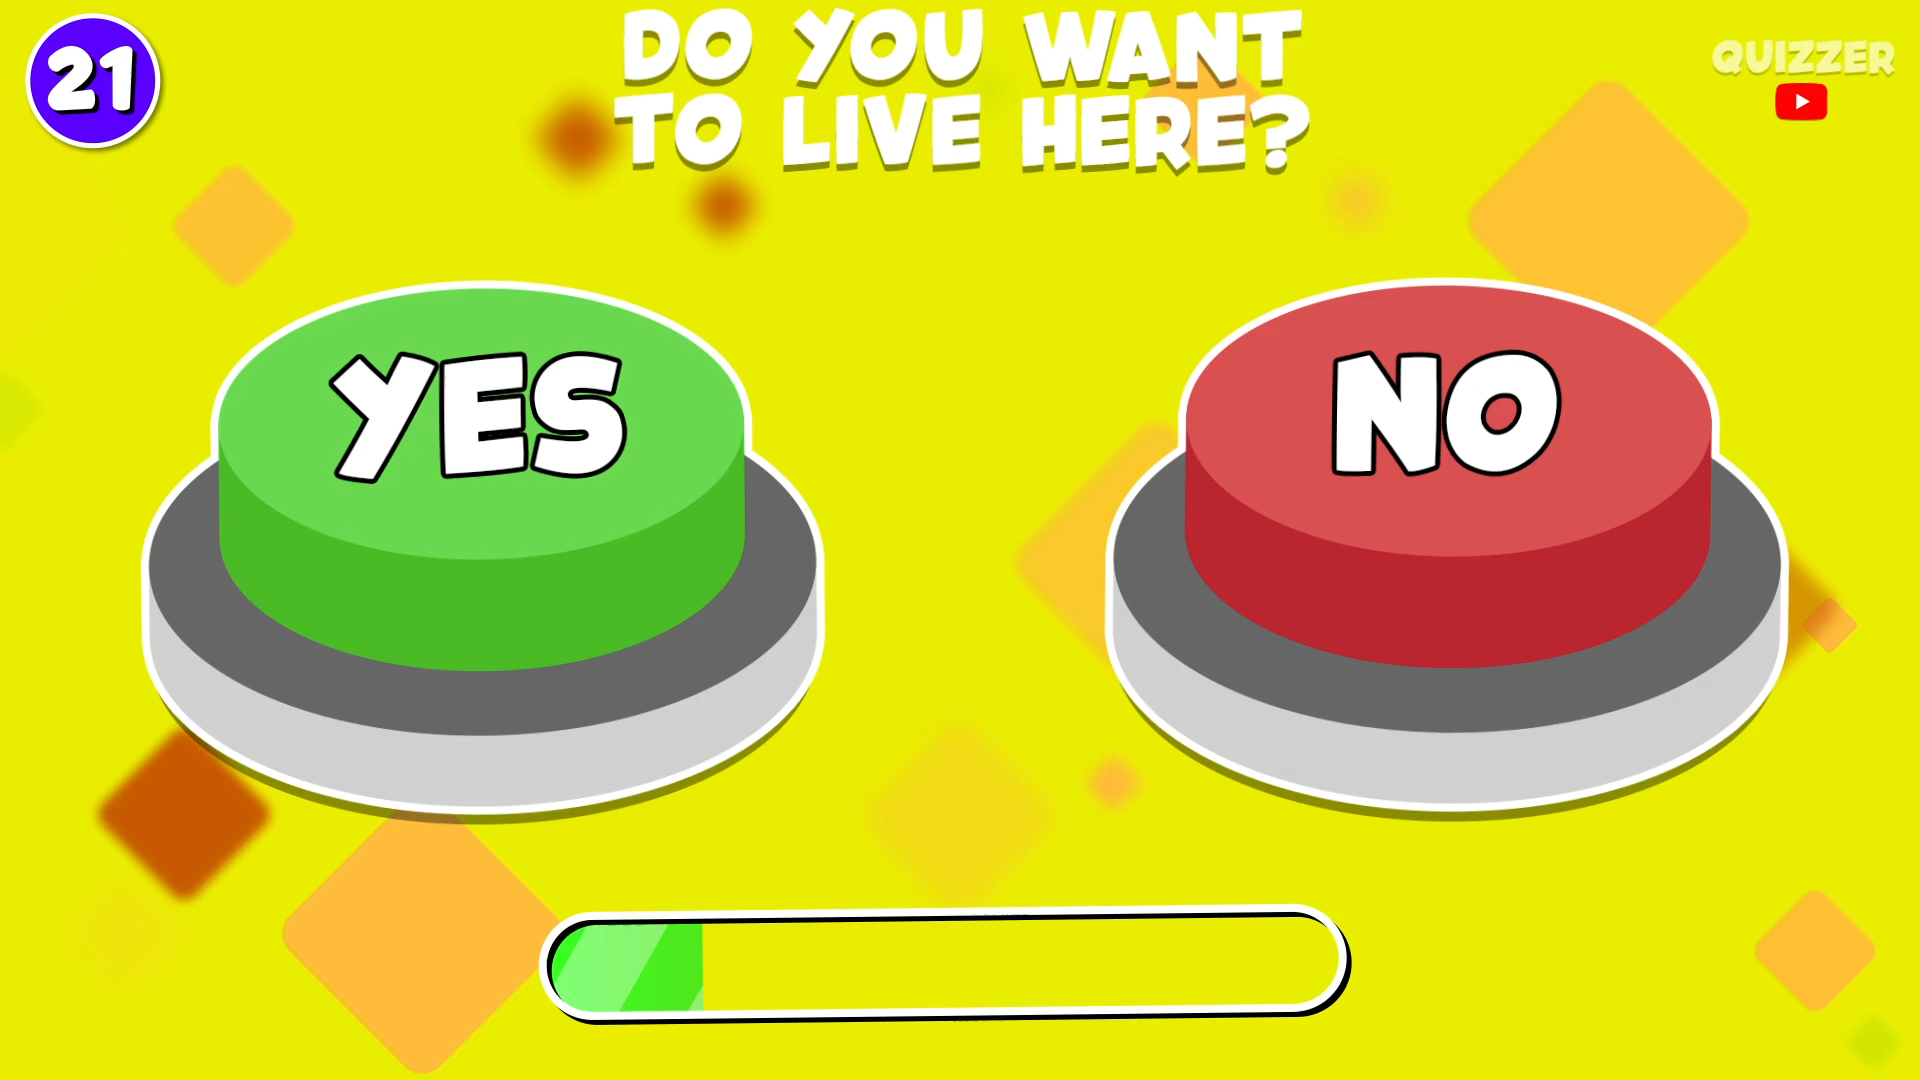 21
DO YOU WANT
TO LIVE HERE?
QUIZZER
YES
NO